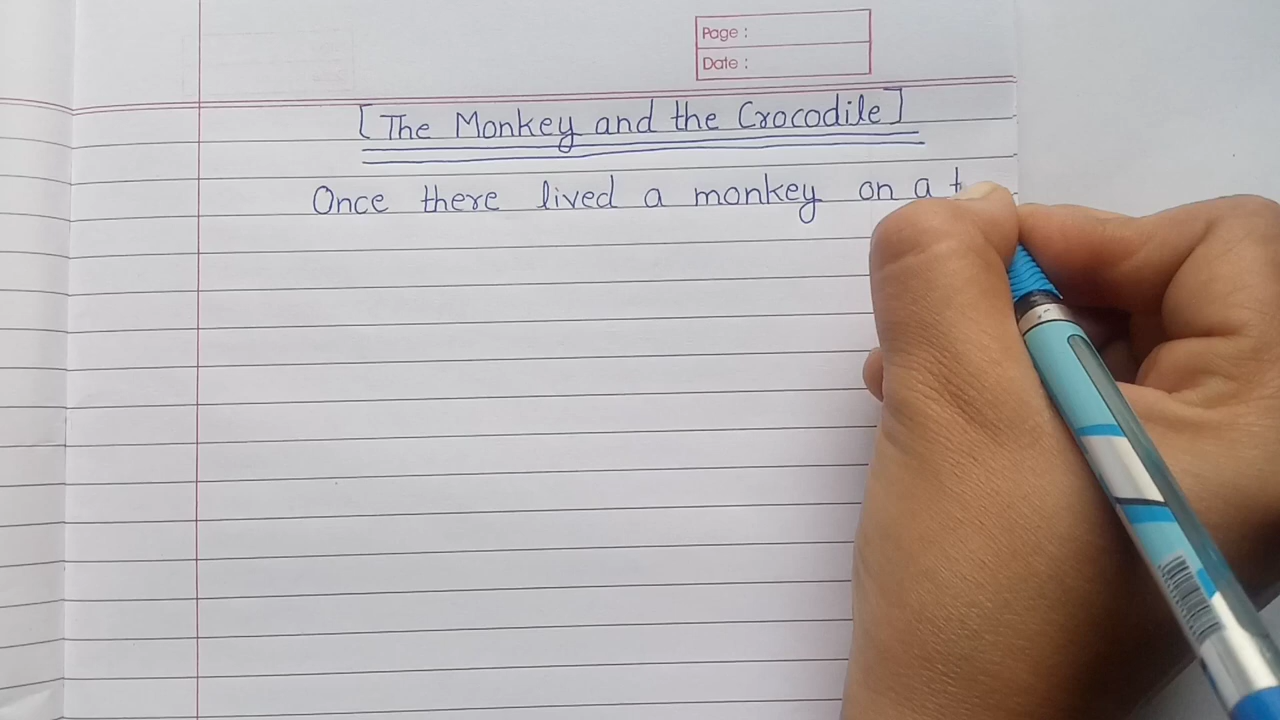 Page :
Date :
[The Monkey and the Crocodile]
Once there lived a monkey on a t